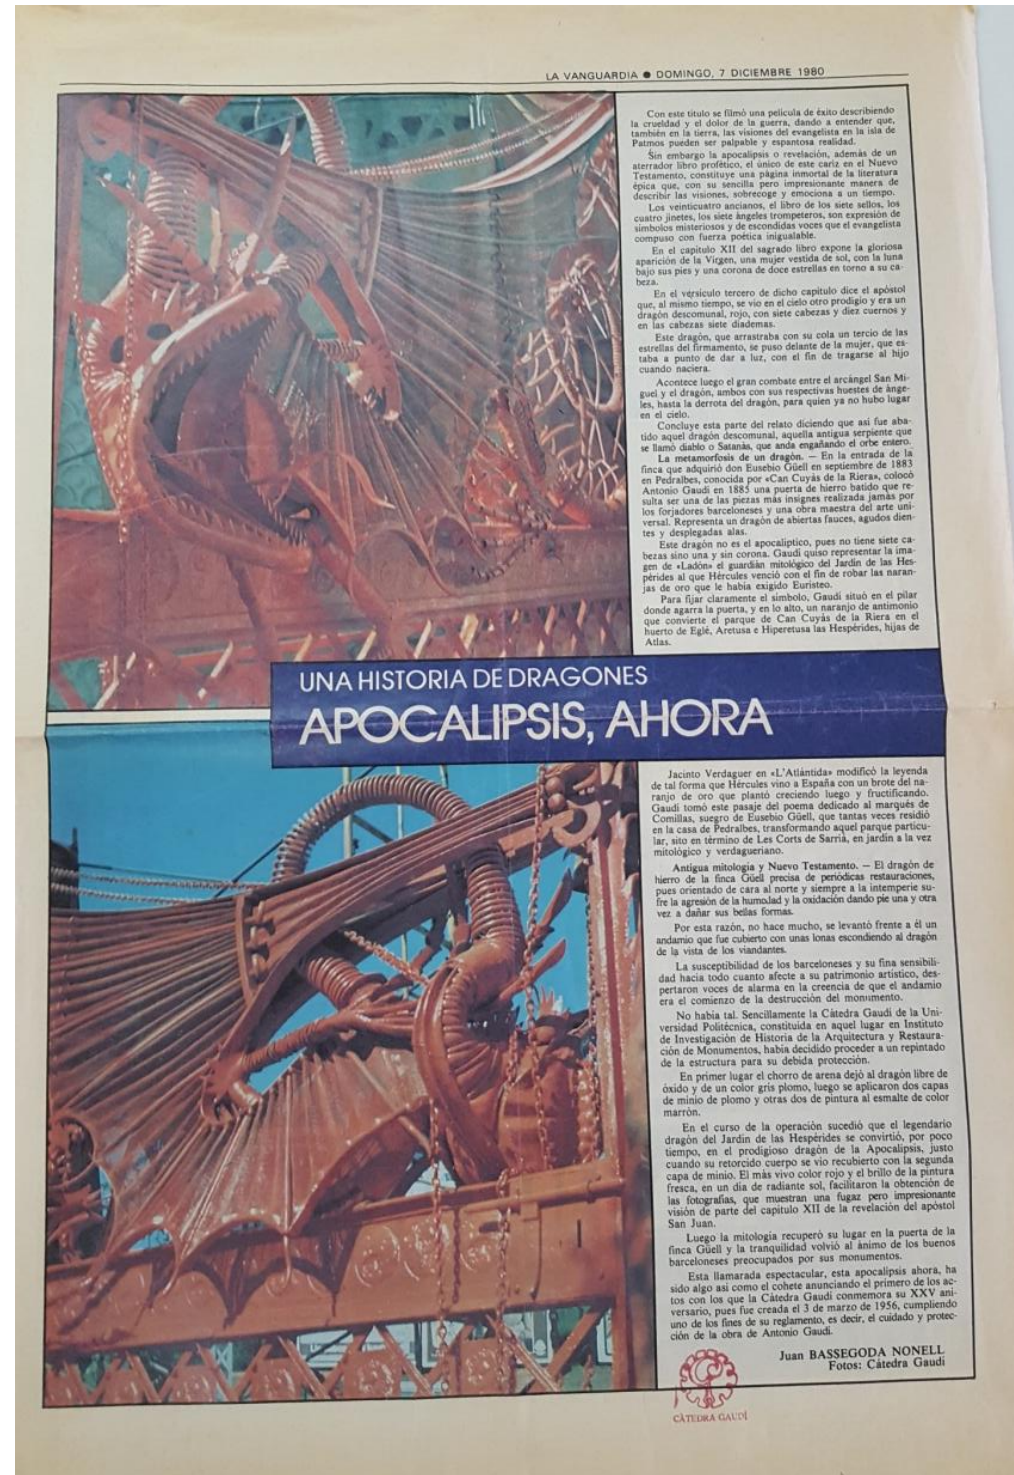 LA VANGUARDIA ● DOMINGO, 7 DICIEMBRE 1980
Con este titulo se filmó una película de éxito describiendo
la crueldad y el dolor de la guerra, dando a entender que,
también en la tierra, las visiones del evangelista en la isla de
Patmos pueden ser palpable y espantosa realidad.
Sin embargo la apocalipsis o revelación, además de un
aterrador libro profético, el único de este cariz en el Nuevo
Testamento, constituye una página inmortal de la literatura
épica que, con su sencilla pero impresionante manera de
describir las visiones, sobrecoge y emociona a un tiempo.
Los veinticuatro ancianos, el libro de los siete sellos, los
cuatro jinetes, los siete ángeles trompeteros, son expresión de
símbolos misteriosos y de escondidas voces que el evangelista
compuso con fuerza poética inigualable.
En el capítulo XII del sagrado libro expone la gloriosa
aparición de la Virgen, una mujer vestida de sol, con la luna
bajo sus pies y una corona de doce estrellas en torno a su ca-
beza.
En el versículo tercero de dicho capítulo dice el apóstol
que, al mismo tiempo, se vio en el cielo otro prodigio y era un
dragón descomunal, rojo, con siete cabezas y diez cuernos y
en las cabezas siete diademas.
Este dragón, que arrastraba con su cola un tercio de las
estrellas del firmamento, se puso delante de la mujer, que es-
taba a punto de dar a luz, con el fin de tragarse al hijo
cuando naciera.
Acontece luego el gran combate entre el arcángel San Mi-
guel y el dragón, ambos con sus respectivas huestes de ánge-
les, hasta la derrota del dragón, para quien ya no hubo lugar
en el cielo.
Concluye esta parte del relato diciendo que así fue aba-
tido aquel dragón descomunal, aquella antigua serpiente que
se llamó diablo o Satanás, que anda engañando el orbe entero.
La metamorfosis de un dragón. — En la entrada de la
finca que adquirió don Eusebio Güell en septiembre de 1883
en Pedralbes, conocida por «Can Cuyás de la Riera», colocó
Antonio Gaudí en 1885 una puerta de hierro batido que re-
sulta ser una de las piezas más insignes realizada jamás por
los forjadores barceloneses y una obra maestra del arte uni-
versal. Representa un dragón de abiertas fauces, agudos dien-
tes y desplegadas alas.
Este dragón no es el apocalíptico, pues no tiene siete ca-
bezas sino una y sin corona. Gaudí quiso representar la ima-
gen de «Ladón» el guardián mitológico del Jardín de las Hes-
pérides al que Hércules venció con el fin de robar las naran-
jas de oro que le había exigido Euristeo.
Para fijar claramente el símbolo, Gaudí situó en el pilar
donde agarra la puerta, y en lo alto, un naranjo de antimonio
que convierte el parque de Can Cuyás de la Riera en el
huerto de Eglé, Aretusa e Hiperetusa las Hespérides, hijas de
Atlas.
UNA HISTORIA DE DRAGONES
APOCALIPSIS, AHORA
Jacinto Verdaguer en «L'Atlàntida» modificó la leyenda
de tal forma que Hércules vino a España con un brote del na-
ranjo de oro que plantó creciendo luego y fructificando.
Gaudí tomó este pasaje del poema dedicado al marqués de
Comillas, suegro de Eusebio Güell, que tantas veces residió
en la casa de Pedralbes, transformando aquel parque particu-
lar, sito en término de Les Corts de Sarrià, en jardín a la vez
mitológico y verdagueriano.
Antigua mitología y Nuevo Testamento. — El dragón de
hierro de la finca Güell precisa de periódicas restauraciones,
pues orientado de cara al norte y siempre a la intemperie su-
fre la agresión de la humedad y la oxidación dando pie una y otra
vez a dañar sus bellas formas.
Por esta razón, no hace mucho, se levantó frente a él un
andamio que fue cubierto con unas lonas escondiendo al dragón
de la vista de los viandantes.
La susceptibilidad de los barceloneses y su fina sensibili-
dad hacia todo cuanto afecte a su patrimonio artístico, des-
pertaron voces de alarma en la creencia de que el andamio
era el comienzo de la destrucción del monumento.
No había tal. Sencillamente la Cátedra Gaudí de la Uni-
versidad Politécnica, constituida en aquel lugar en Instituto
de Investigación de Historia de la Arquitectura y Restaura-
ción de Monumentos, había decidido proceder a un repintado
de la estructura para su debida protección.
En primer lugar el chorro de arena dejó al dragón libre de
óxido y de un color gris plomo, luego se aplicaron dos capas
de minio de plomo y otras dos de pintura al esmalte de color
marrón.
En el curso de la operación sucedió que el legendario
dragón del Jardín de las Hespérides se convirtió, por poco
tiempo, en el prodigioso dragón de la Apocalipsis, justo
cuando su retorcido cuerpo se vio recubierto con la segunda
capa de minio. El más vivo color rojo y el brillo de la pintura
fresca, en un día de radiante sol, facilitaron la obtención de
las fotografías, que muestran una fugaz pero impresionante
visión de parte del capítulo XII de la revelación del apóstol
San Juan.
Luego la mitología recuperó su lugar en la puerta de la
finca Güell y la tranquilidad volvió al ánimo de los buenos
barceloneses preocupados por sus monumentos.
Esta llamarada espectacular, esta apocalipsis ahora, ha
sido algo así como el cohete anunciando el primero de los ac-
tos con los que la Cátedra Gaudí conmemora su XXV ani-
versario, pues fue creada el 3 de marzo de 1956, cumpliendo
uno de los fines de su reglamento, es decir, el cuidado y protec-
ción de la obra de Antonio Gaudí.
Juan BASSEGODA NONELL
Fotos: Cátedra Gaudí
CÀTEDRA GAUDÍ